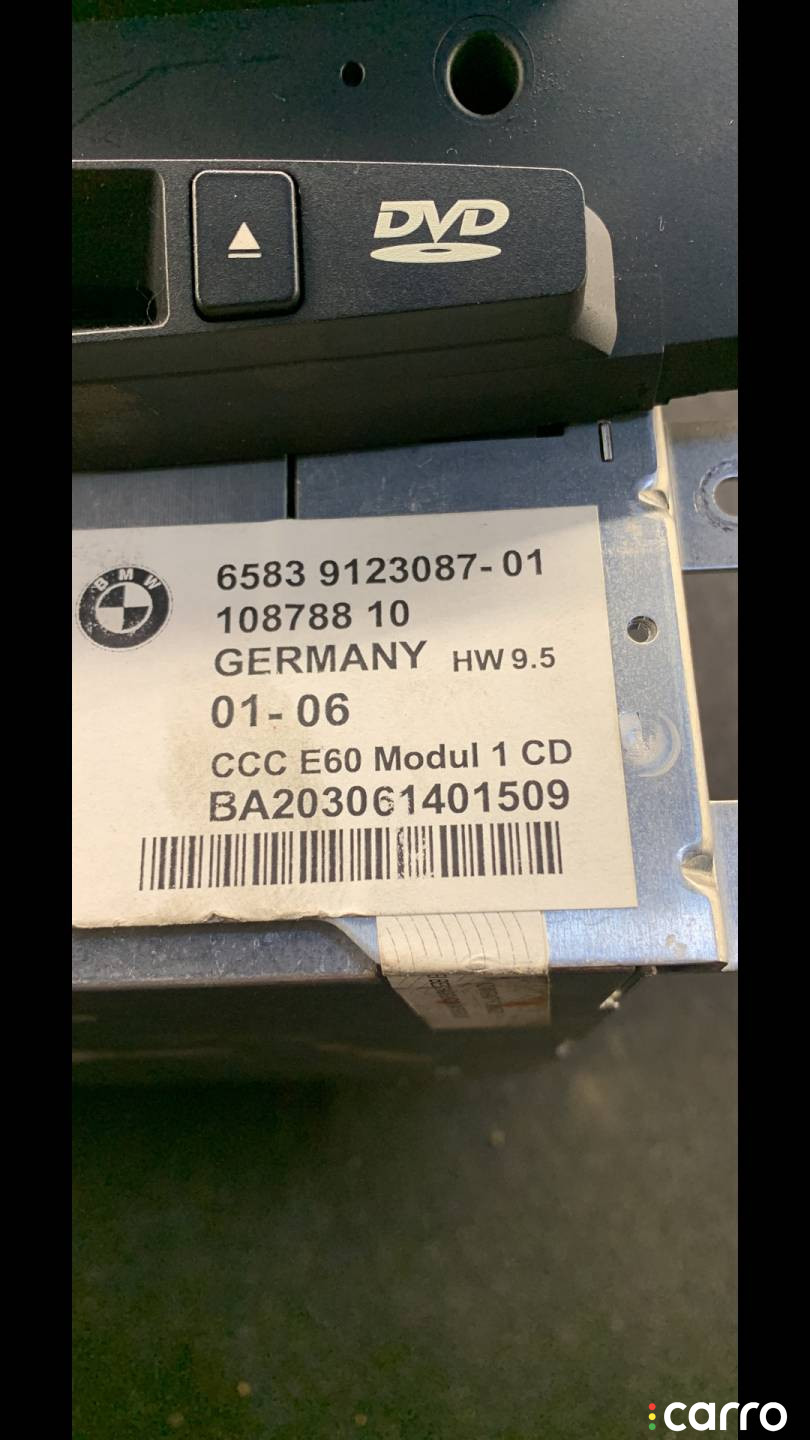 DVD
BMW
6583 9123087-01
108788 10
GERMANY HW 9.5
01-06
CCC E60 Modul 1 CD
BA203061401509
carro